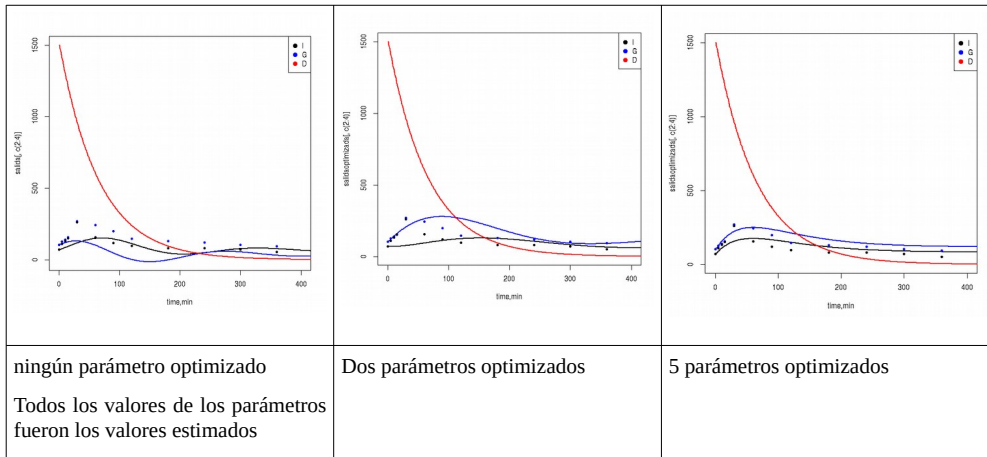 1500
1000
500
0
salida[, c(2:4)]
0
100
200
300
400
time,min
I
G
D
1500
1000
500
0
salidaoptimizada[, c(2:4)]
0
100
200
300
400
time,min
I
G
D
1500
1000
500
0
salidaoptimizada[, c(2:4)]
0
100
200
300
400
time,min
I
G
D
ningún parámetro optimizado
Todos los valores de los parámetros
fueron los valores estimados
Dos parámetros optimizados
5 parámetros optimizados